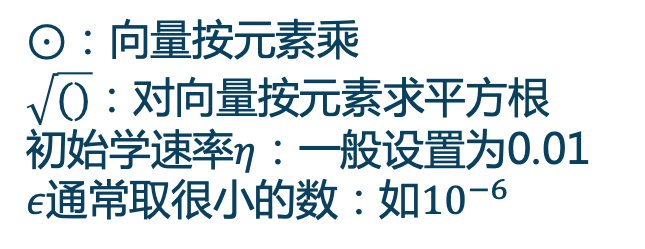 ⊙：向量按元素乘
√()：对向量按元素求平方根
初始学速率η：一般设置为0.01
ϵ通常取很小的数：如10⁻⁶